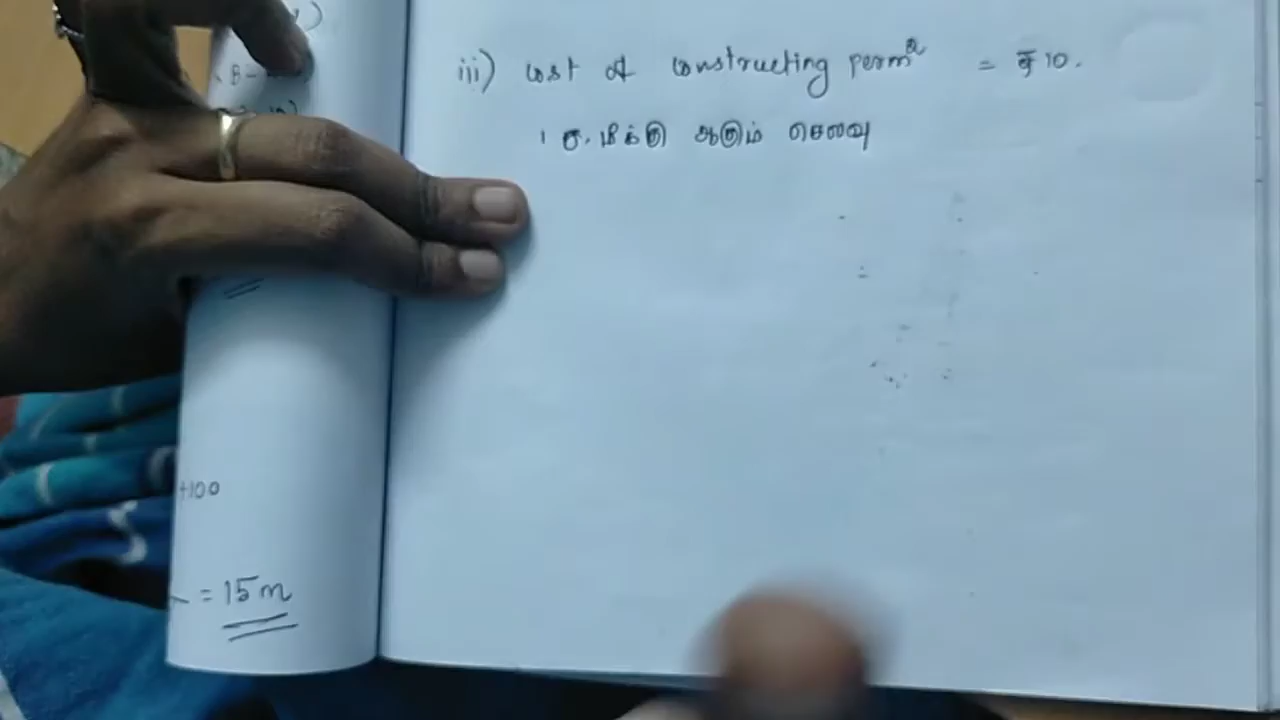 +100
= 15 m
iii) cost of constructing per m² = ₹ 10.
1 ச. மீக்கு ஆகும் செலவு